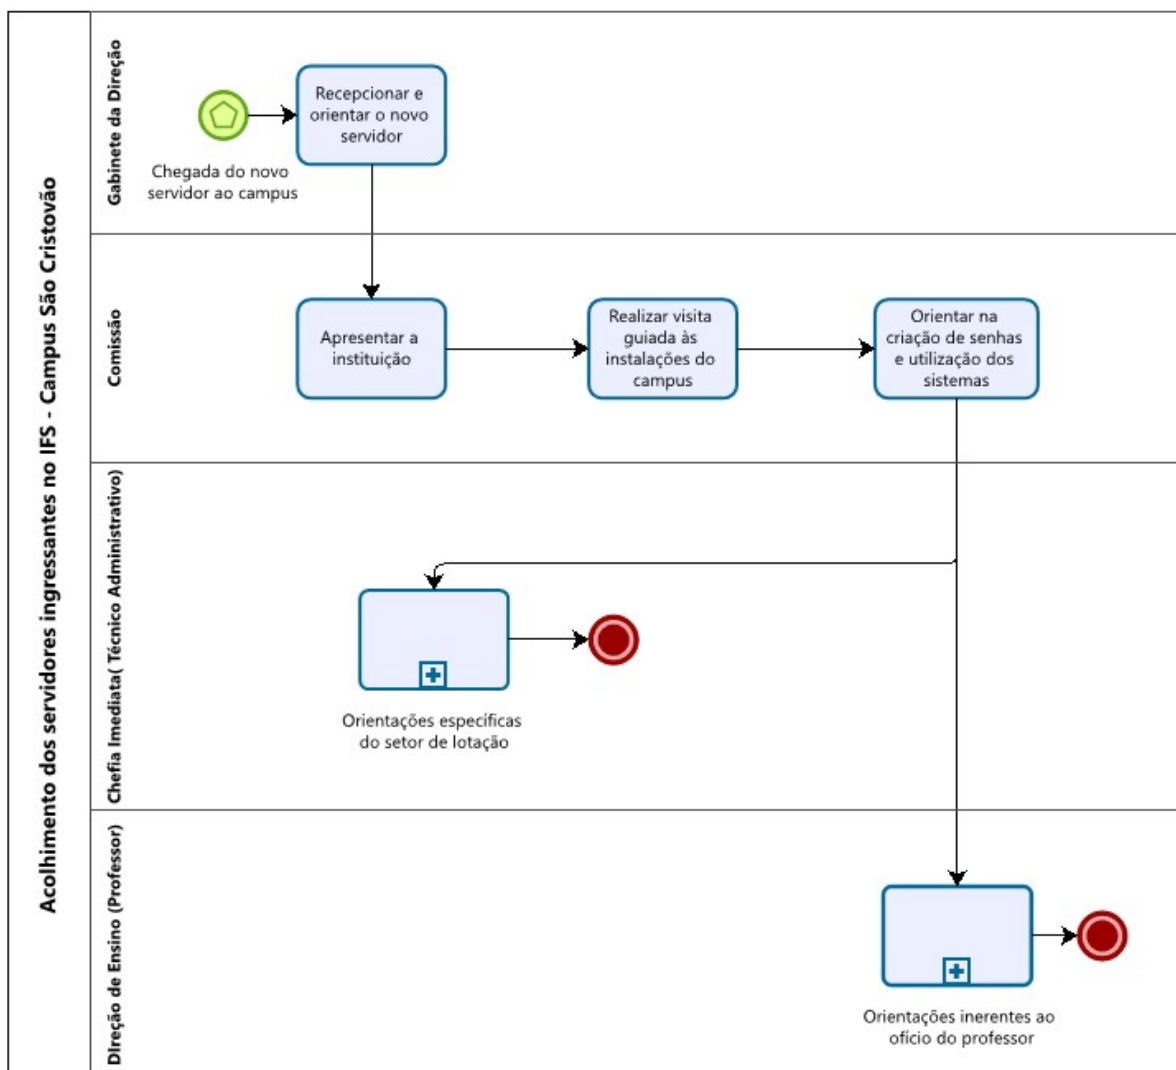 Acolhimento dos servidores ingressantes no IFS - Campus São Cristovão
Gabinete da Direção
Chegada do novo
servidor ao campus
Recepcionar e
orientar o novo
servidor
Comissão
Apresentar a
instituição
Realizar visita
guiada às
instalações do
campus
Orientar na
criação de senhas
e utilização dos
sistemas
Chefia Imediata( Técnico Administrativo)
Orientações específicas
do setor de lotação
Direção de Ensino (Professor)
Orientações inerentes ao
ofício do professor